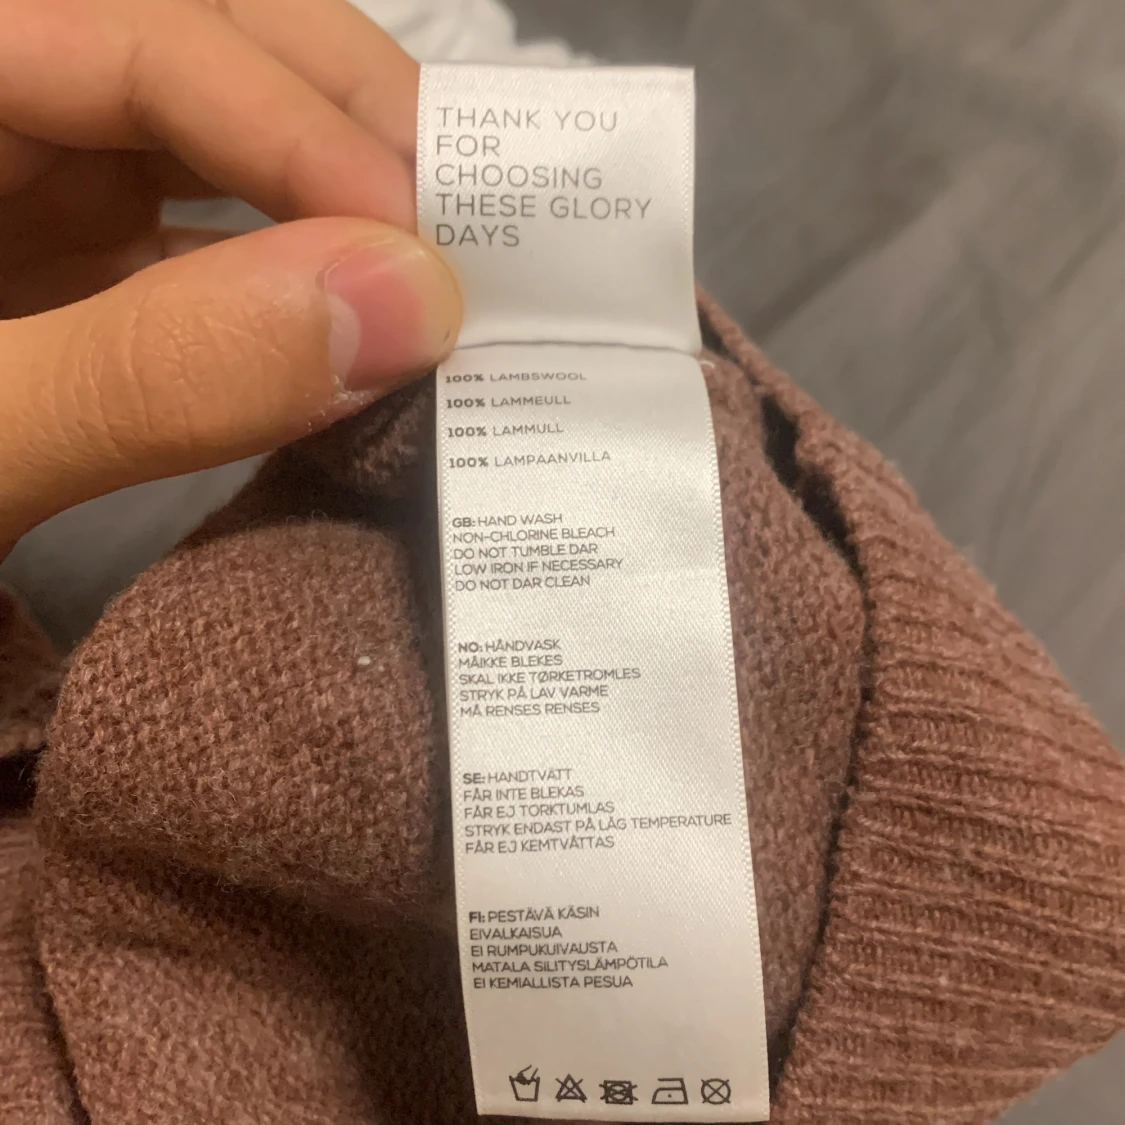 THANK YOU
FOR
CHOOSING
THESE GLORY
DAYS
100% LAMBSWOOL
100% LAMMEULL
100% LAMMULL
100% LAMPAANVILLA
GB: HAND WASH
NON-CHLORINE BLEACH
DO NOT TUMBLE DAR
LOW IRON IF NECESSARY
DO NOT DAR CLEAN
NO: HÅNDVASK
MÅIKKE BLEKES
SKAL IKKE TØRKETROMLES
STRYK PÅ LAV VARME
MÅ RENSES RENSES
SE: HANDTVÄTT
FÅR INTE BLEKAS
FÅR EJ TORKTUMLAS
STRYK ENDAST PÅ LÅG TEMPERATURE
FÅR EJ KEMTVÄTTAS
FI: PESTÄVÄ KÄSIN
EIVALKAISUA
EI RUMPUKUIVAUSTA
MATALA SILITYSLÄMPÖTILA
EI KEMIALLISTA PESUA